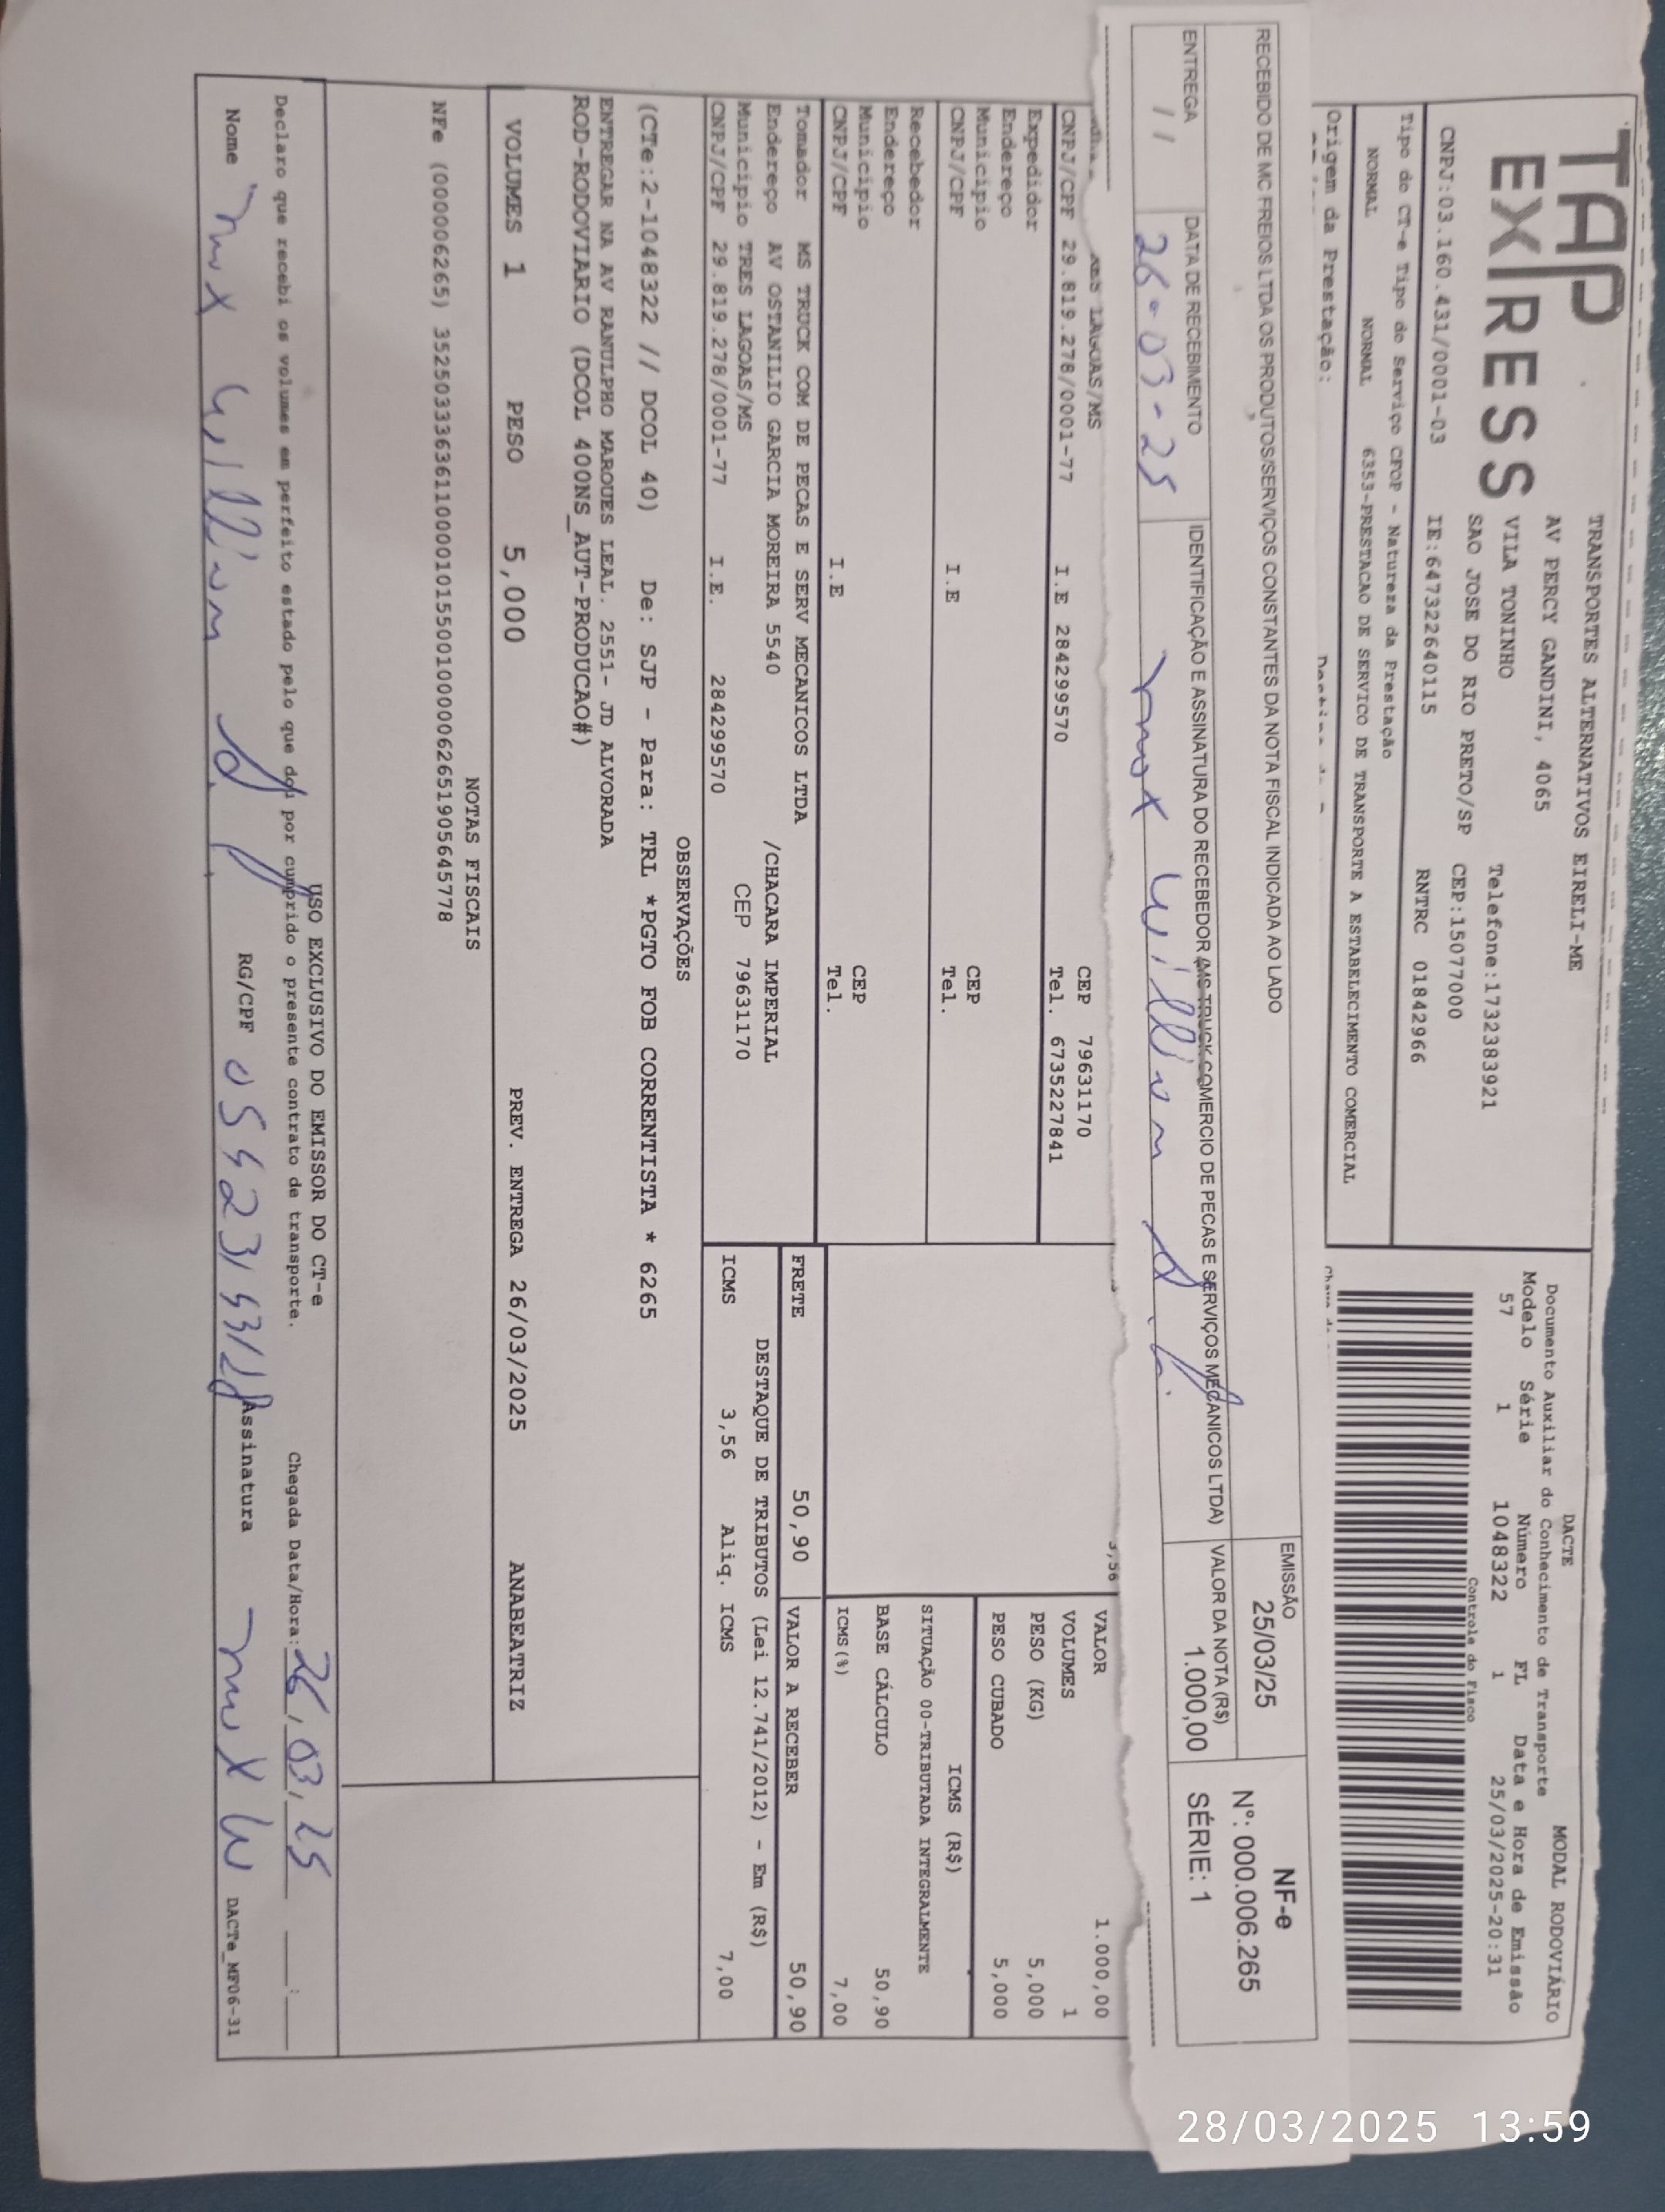 TAP
EXPRESS
TRANSPORTES ALTERNATIVOS EIRELI-ME
AV PERCY GANDINI, 4065
VILA TONINHO
SAO JOSE DO RIO PRETO/SP
Telefone:1732383921
CEP:15077000
CNPJ:03.160.431/0001-03 IE:647322640115 RNTRC 01842966
Tipo do CT-e Tipo do Serviço CFOP - Natureza da Prestação
NORMAL NORMAL 6353-PRESTACAO DE SERVICO DE TRANSPORTE A ESTABELECIMENTO COMERCIAL
Origem da Prestação:
DACTE MODAL RODOVIÁRIO
Documento Auxiliar do Conhecimento de Transporte
Modelo Série Número FL Data e Hora de Emissão
57 1 1048322 1 25/03/2025-20:31
Controle do Fisco
RECEBIDO DE MC FREIOS LTDA OS PRODUTOS/SERVIÇOS CONSTANTES DA NOTA FISCAL INDICADA AO LADO
EMISSÃO
25/03/25
NF-e
Nº: 000.006.265
SÉRIE: 1
ENTREGA DATA DE RECEBIMENTO IDENTIFICAÇÃO E ASSINATURA DO RECEBEDOR (MS TRUCK COMERCIO DE PECAS E SERVIÇOS MECANICOS LTDA) VALOR DA NOTA (R$)
11 26-03-25 max Willian 1.000,00
LAGOAS/MS CEP 79631170
CNPJ/CPF 29.819.278/0001-77 I.E 284299570 Tel. 6735227841
3,56
Expedidor
Endereço
Município CEP
CNPJ/CPF I.E Tel.
Recebedor
Endereço
Município CEP
CNPJ/CPF I.E Tel.
VALOR 1.000,00
VOLUMES 1
PESO (KG) 5,000
PESO CUBADO 5,000
ICMS (R$)
SITUAÇÃO 00-TRIBUTADA INTEGRALMENTE
BASE CÁLCULO 50,90
ICMS (%) 7,00
Tomador MS TRUCK COM DE PECAS E SERV MECANICOS LTDA
Endereço AV OSTANILIO GARCIA MOREIRA 5540 /CHACARA IMPERIAL
Município TRES LAGOAS/MS CEP 79631170
CNPJ/CPF 29.819.278/0001-77 I.E. 284299570
FRETE 50,90 VALOR A RECEBER 50,90
DESTAQUE DE TRIBUTOS (Lei 12.741/2012) - Em (R$)
ICMS 3,56 Aliq. ICMS 7,00
OBSERVAÇÕES
(CTe:2-1048322 // DCOL 40) De: SJP - Para: TRL *PGTO FOB CORRENTISTA * 6265
ENTREGAR NA AV RANULPHO MARQUES LEAL. 2551- JD ALVORADA
ROD-RODOVIARIO (DCOL 400NS_AUT-PRODUCAO#)
VOLUMES 1 PESO 5,000 PREV. ENTREGA 26/03/2025 ANABEATRIZ
NOTAS FISCAIS
NFe (000006265) 35250333636110000101550010000062651905645778
USO EXCLUSIVO DO EMISSOR DO CT-e
Declaro que recebi os volumes em perfeito estado pelo que dou por cumprido o presente contrato de transporte. Chegada Data/Hora: 26/03/25
Nome max Willian RG/CPF Assinatura max W DACTe_MF06-31
28/03/2025 13:59